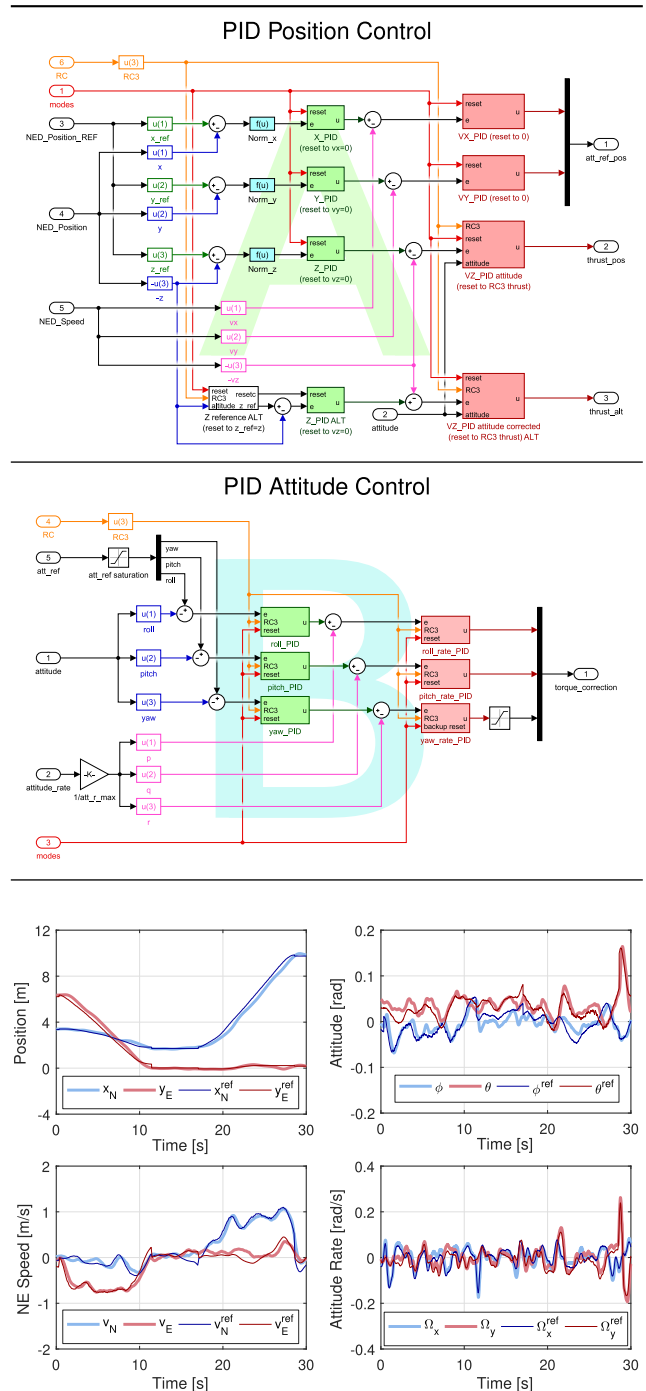 PID Position Control
6
RC
u(3)
RC3
1
modes
3
NED_Position_REF
u(1)
x_ref
u(1)
x
f(u)
Norm_x
reset
e
u
X_PID
(reset to vx=0)
reset
e
u
VX_PID (reset to 0)
1
att_ref_pos
4
NED_Position
u(2)
y_ref
u(2)
y
f(u)
Norm_y
reset
e
u
Y_PID
(reset to vy=0)
reset
e
u
VY_PID (reset to 0)
u(3)
z_ref
-u(3)
-z
f(u)
Norm_z
reset
e
u
Z_PID
(reset to vz=0)
RC3
reset
e
attitude
u
VZ_PID attitude
(reset to RC3 thrust)
2
thrust_pos
5
NED_Speed
u(1)
vx
u(2)
vy
-u(3)
-vz
A
reset
RC3
attitude
resetc
z_ref
Z reference ALT
(reset to z_ref=z)
reset
e
u
Z_PID ALT
(reset to vz=0)
2
attitude
reset
RC3
e
attitude
u
VZ_PID attitude corrected
(reset to RC3 thrust) ALT
3
thrust_alt
PID Attitude Control
4
RC
u(3)
RC3
5
att_ref
att_ref saturation
yaw
pitch
roll
1
attitude
u(1)
roll
u(2)
pitch
u(3)
yaw
e
RC3
reset
u
roll_PID
e
RC3
reset
u
pitch_PID
e
RC3
reset
u
yaw_PID
e
RC3
reset
u
roll_rate_PID
e
RC3
reset
u
pitch_rate_PID
e
RC3
backup reset
u
yaw_rate_PID
1
torque_correction
2
attitude_rate
-K-
1/att_r_max
u(1)
p
u(2)
q
u(3)
r
3
modes
B
Position [m]
12
8
4
0
-4
x_N y_E x_N^ref y_E^ref
0 10 20 30
Time [s]
Attitude [rad]
0.2
0.1
0
-0.1
-0.2
ϕ θ ϕ^ref θ^ref
0 10 20 30
Time [s]
NE Speed [m/s]
2
1
0
-1
-2
v_N v_E v_N^ref v_E^ref
0 10 20 30
Time [s]
Attitude Rate [rad/s]
0.4
0.2
0
-0.2
-0.4
Ω_x Ω_y Ω_x^ref Ω_y^ref
0 10 20 30
Time [s]